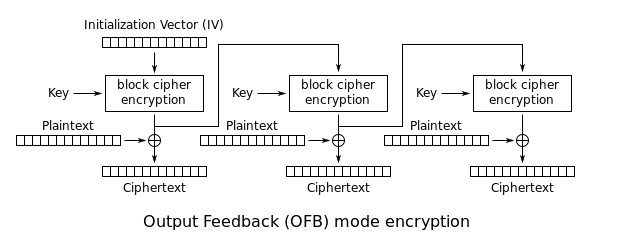 Initialization Vector (IV)
Key
block cipher
encryption
Key
block cipher
encryption
Key
block cipher
encryption
Plaintext
Plaintext
Plaintext
Ciphertext
Ciphertext
Ciphertext
Output Feedback (OFB) mode encryption